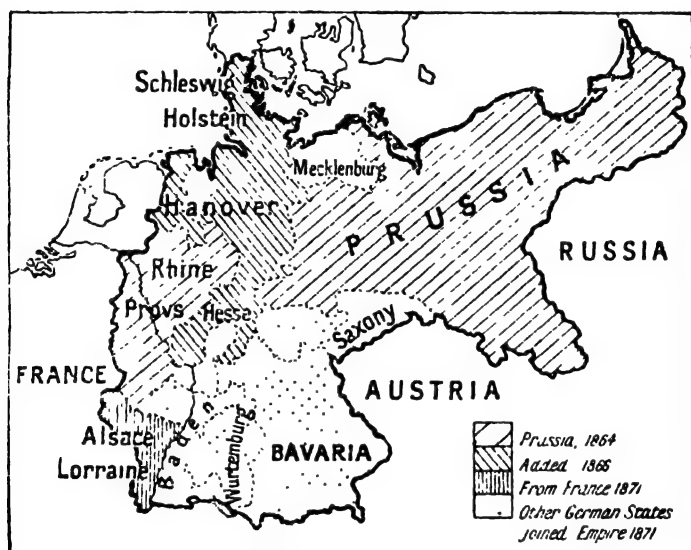 Schleswig
Holstein
Mecklenburg
Hanover
PRUSSIA
RUSSIA
Rhine
Provs
Hesse
Saxony
FRANCE
AUSTRIA
Alsace
Lorraine
Baden
Wurtemburg
BAVARIA
Prussia, 1864
Added 1866
From France 1871
Other German States
joined Empire 1871